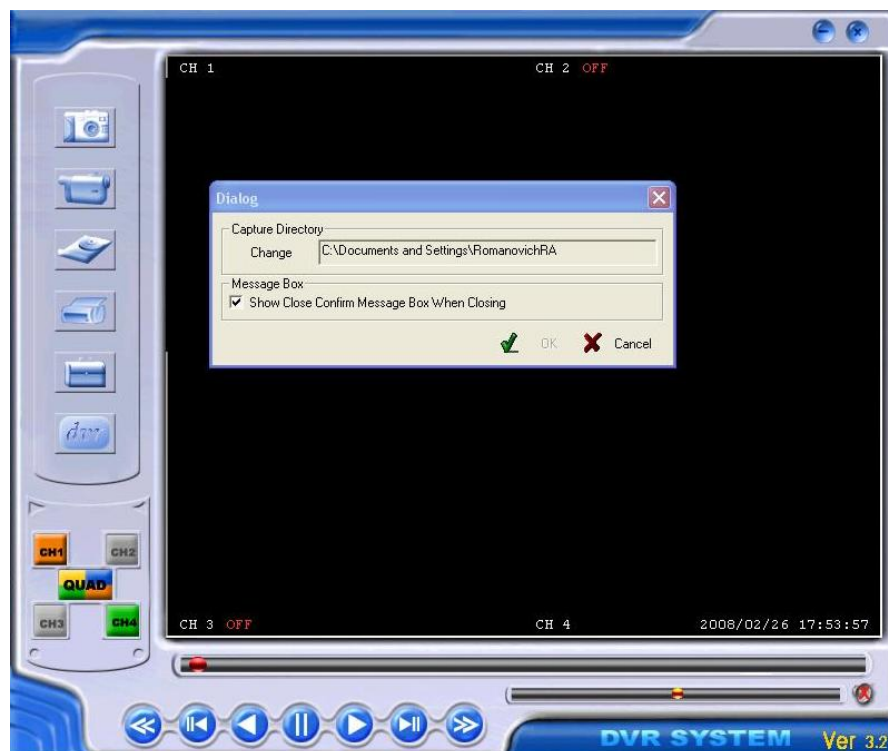 CH 1
CH 2 OFF
Dialog
Capture Directory
Change C:\Documents and Settings\RomanovichRA
Message Box
Show Close Confirm Message Box When Closing
OK Cancel
dvr
CH1
CH2
QUAD
CH3
CH4
CH 3 OFF
CH 4
2008/02/26 17:53:57
DVR SYSTEM
Ver 3.2